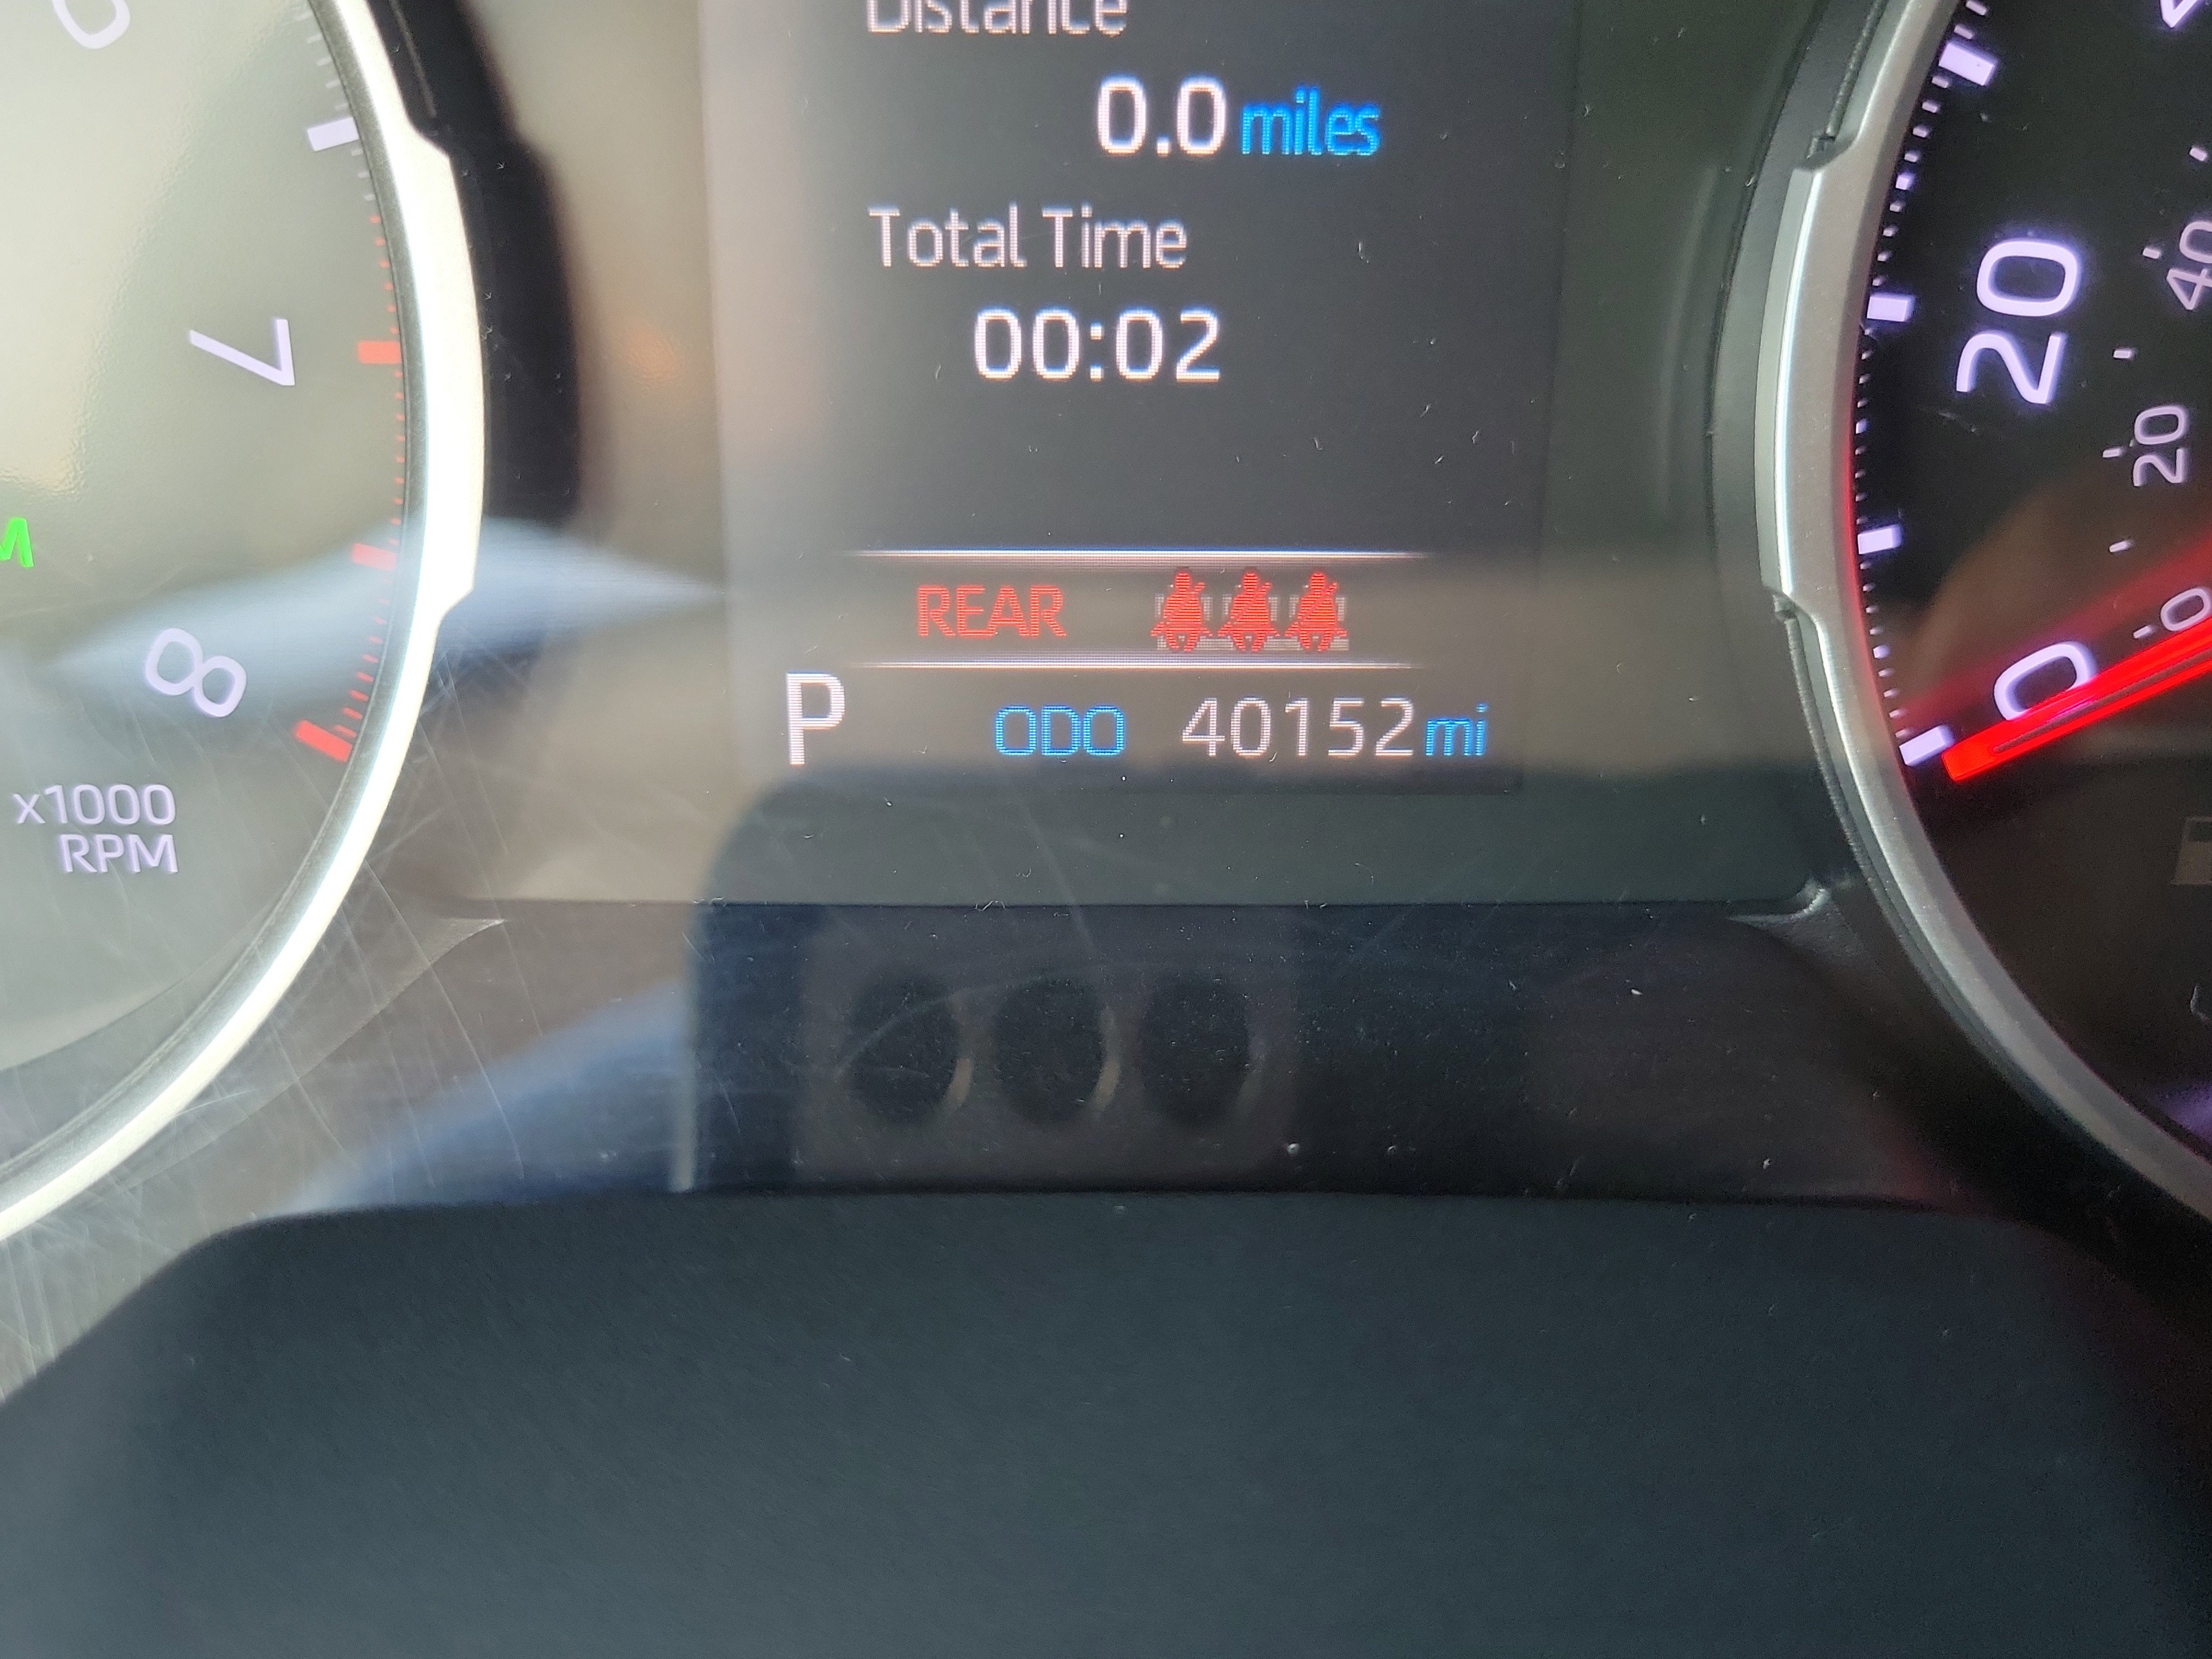 Distance
0.0 miles
Total Time
00:02
REAR
P ODO 40152 mi
7
8
x1000
RPM
20
0
40
20
0